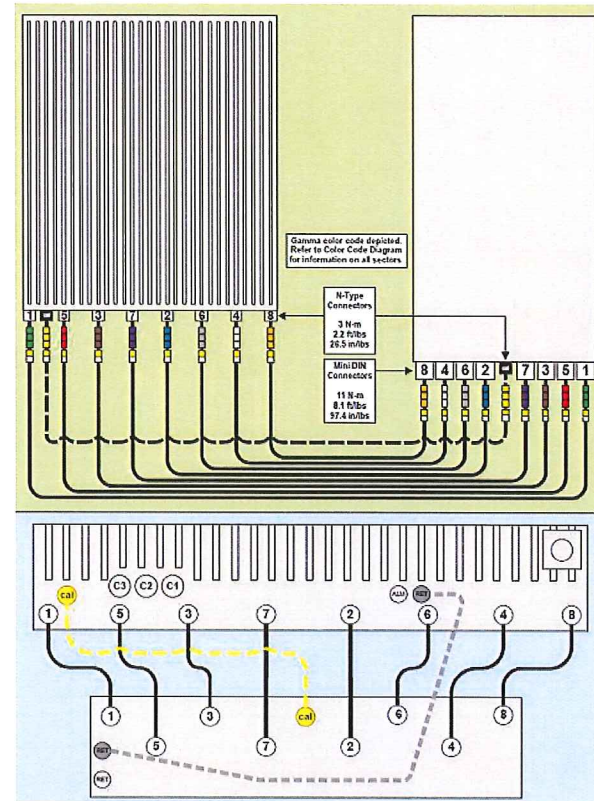 Gamma color code depicted.
Refer to Color Code Diagram
for information on all sectors
1 5 3 7 2 6 4 8
N-Type
Connectors
3 N-m
2.2 ft/lbs
26.5 in/lbs
Mini DIN
Connectors
11 N-m
8.1 ft/lbs
97.4 in/lbs
8 4 6 2 7 3 5 1
C3 C2 C1
cal
ALM RET
1 5 3 7 2 6 4 8
1 3 cal 6 8
5 7 2 4
RET
RET